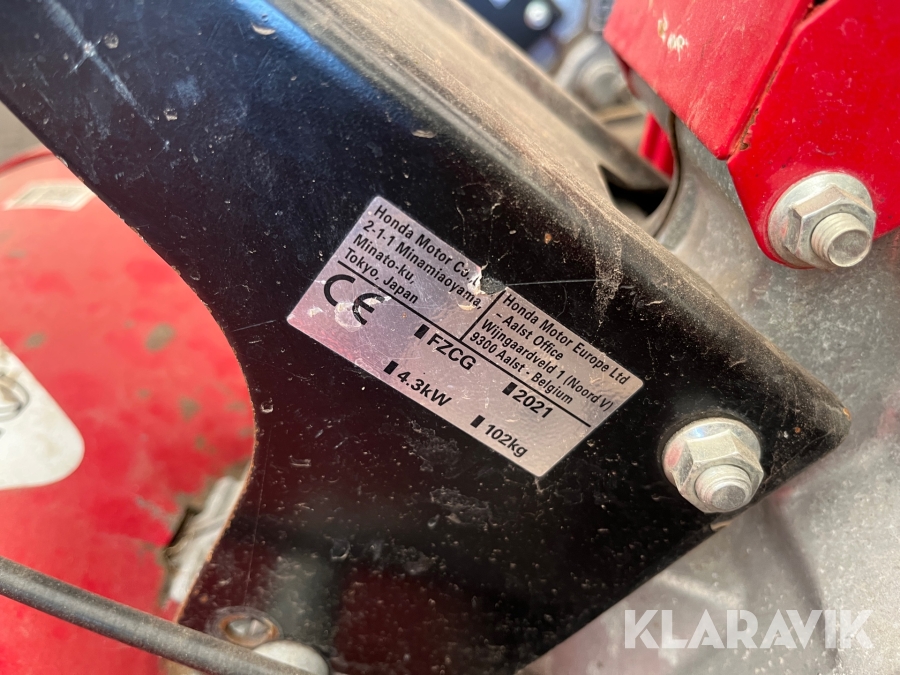 Honda Motor Co.,
2-1-1 Minamiaoyama,
Minato-ku,
Tokyo, Japan
Honda Motor Europe Ltd
- Aalst Office
Wijngaardveld 1 (Noord V)
9300 Aalst - Belgium
CE
FZCG
2021
4.3kW
102kg
KLARAVIK